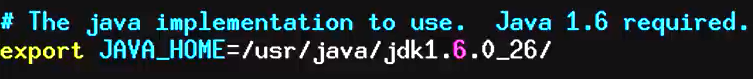 # The java implementation to use.  Java 1.6 required.
export JAVA_HOME=/usr/java/jdk1.6.0_26/